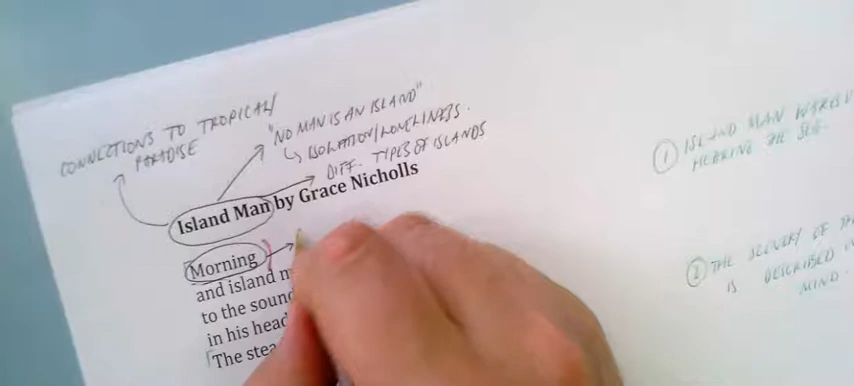 CONNECTIONS TO TROPICAL/
PARADISE
"NO MAN IS AN ISLAND"
↳ ISOLATION/LONELINESS.
DIFF. TYPES OF ISLANDS
Island Man by Grace Nicholls
Morning
and island m
to the sound
in his head
The stea
① ISLAND MAN WAKES U
HEARING THE SEA.
② THE SCENERY OF TH
IS DESCRIBED IN
MIND.